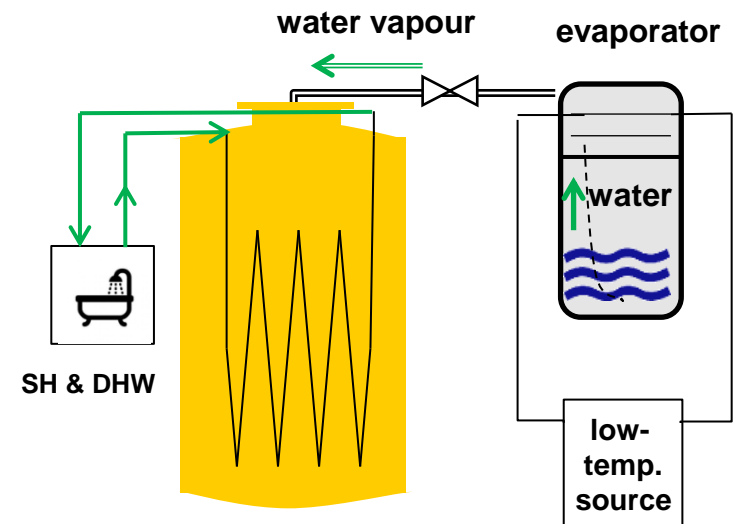 water vapour
evaporator
water
SH & DHW
low-
temp.
source